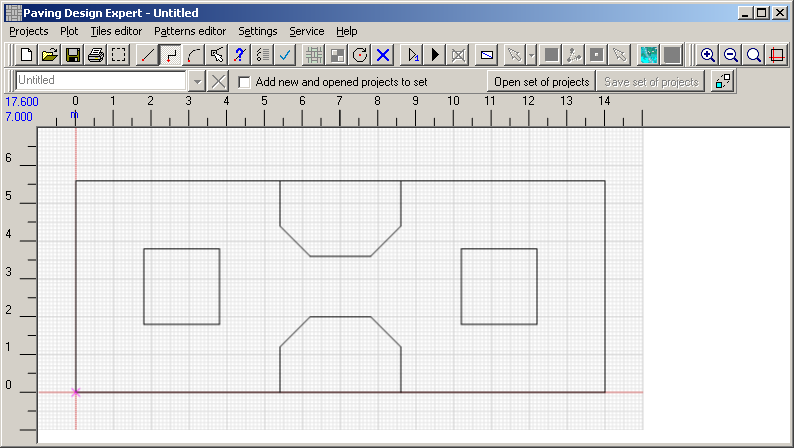 Paving Design Expert - Untitled
Projects Plot Tiles editor Patterns editor Settings Service Help
Untitled Add new and opened projects to set Open set of projects Save set of projects
17.600 0 1 2 3 4 5 6 7 8 9 10 11 12 13 14
7.000 m
6
5
4
3
2
1
0